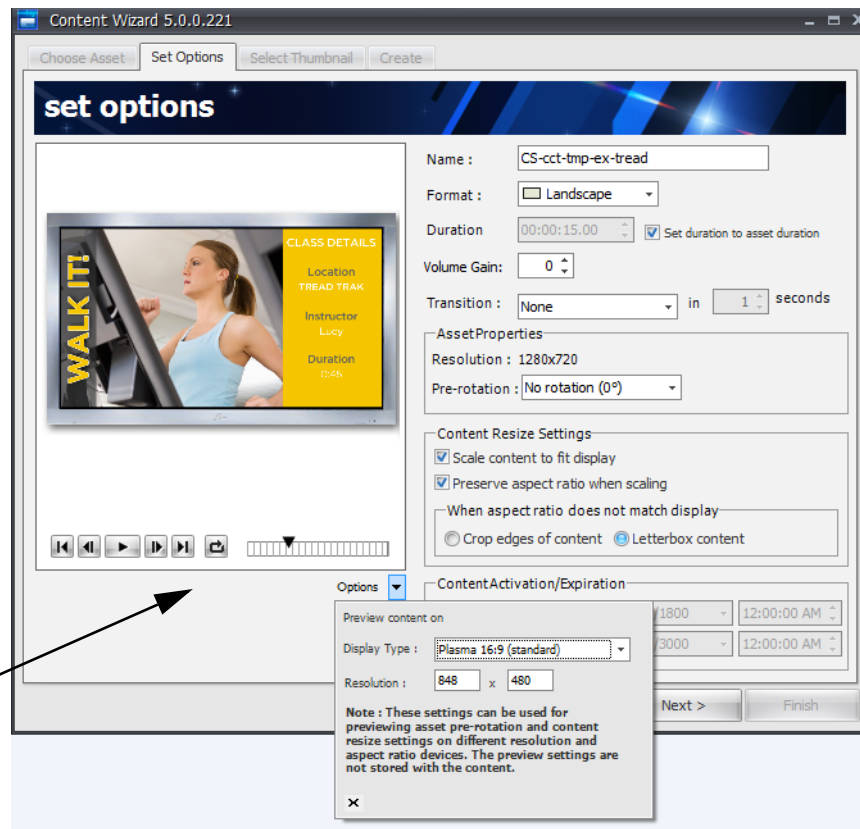 Content Wizard 5.0.0.221
Choose Asset Set Options Select Thumbnail Create
set options
Name : CS-cct-tmp-ex-tread
Format : Landscape
Duration 00:00:15.00 Set duration to asset duration
Volume Gain: 0
Transition : None in 1 seconds
AssetProperties
Resolution : 1280x720
Pre-rotation : No rotation (0°)
Content Resize Settings
Scale content to fit display
Preserve aspect ratio when scaling
When aspect ratio does not match display
Crop edges of content Letterbox content
WALK IT!
CLASS DETAILS
Location
TREAD TRAK
Instructor
Lucy
Duration
0:45
Options
ContentActivation/Expiration
/1800 12:00:00 AM
/3000 12:00:00 AM
Preview content on
Display Type : Plasma 16:9 (standard)
Resolution : 848 x 480
Note : These settings can be used for
previewing asset pre-rotation and content
resize settings on different resolution and
aspect ratio devices. The preview settings are
not stored with the content.
Next > Finish